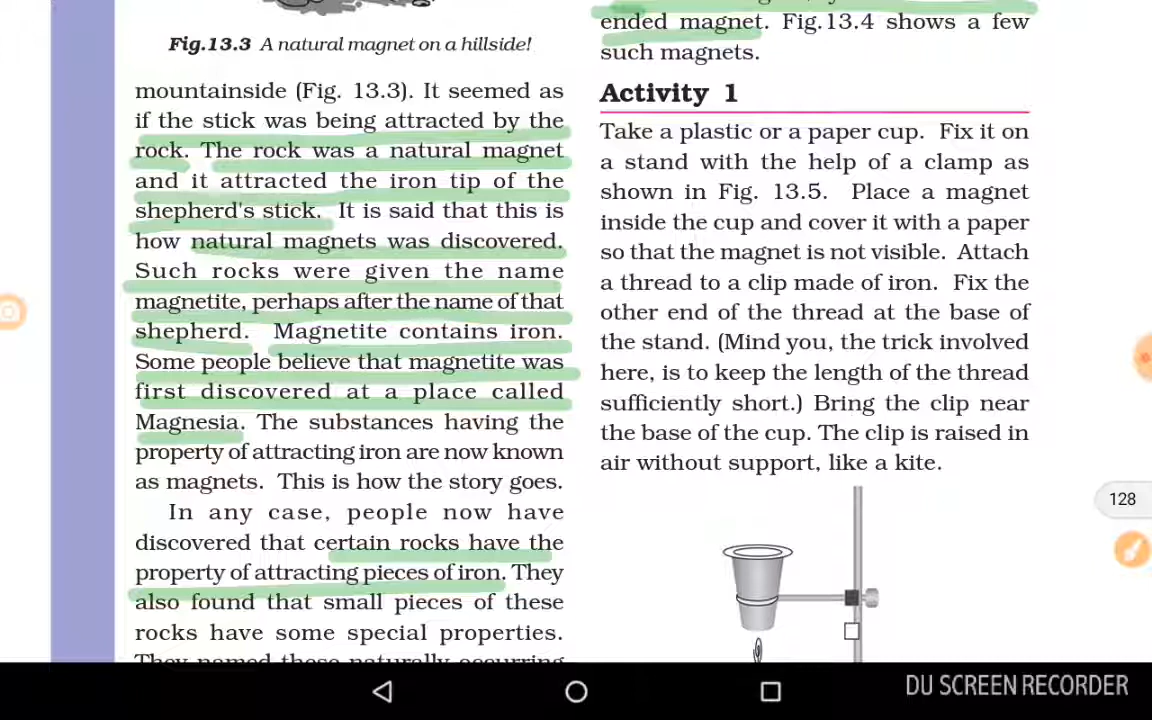 Fig.13.3 A natural magnet on a hillside!
mountainside (Fig. 13.3). It seemed as
if the stick was being attracted by the
rock. The rock was a natural magnet
and it attracted the iron tip of the
shepherd's stick. It is said that this is
how natural magnets was discovered.
Such rocks were given the name
magnetite, perhaps after the name of that
shepherd. Magnetite contains iron.
Some people believe that magnetite was
first discovered at a place called
Magnesia. The substances having the
property of attracting iron are now known
as magnets. This is how the story goes.
In any case, people now have
discovered that certain rocks have the
property of attracting pieces of iron. They
also found that small pieces of these
rocks have some special properties.
They named these naturally occurring
ended magnet. Fig.13.4 shows a few
such magnets.
Activity 1
Take a plastic or a paper cup. Fix it on
a stand with the help of a clamp as
shown in Fig. 13.5. Place a magnet
inside the cup and cover it with a paper
so that the magnet is not visible. Attach
a thread to a clip made of iron. Fix the
other end of the thread at the base of
the stand. (Mind you, the trick involved
here, is to keep the length of the thread
sufficiently short.) Bring the clip near
the base of the cup. The clip is raised in
air without support, like a kite.
128
DU SCREEN RECORDER